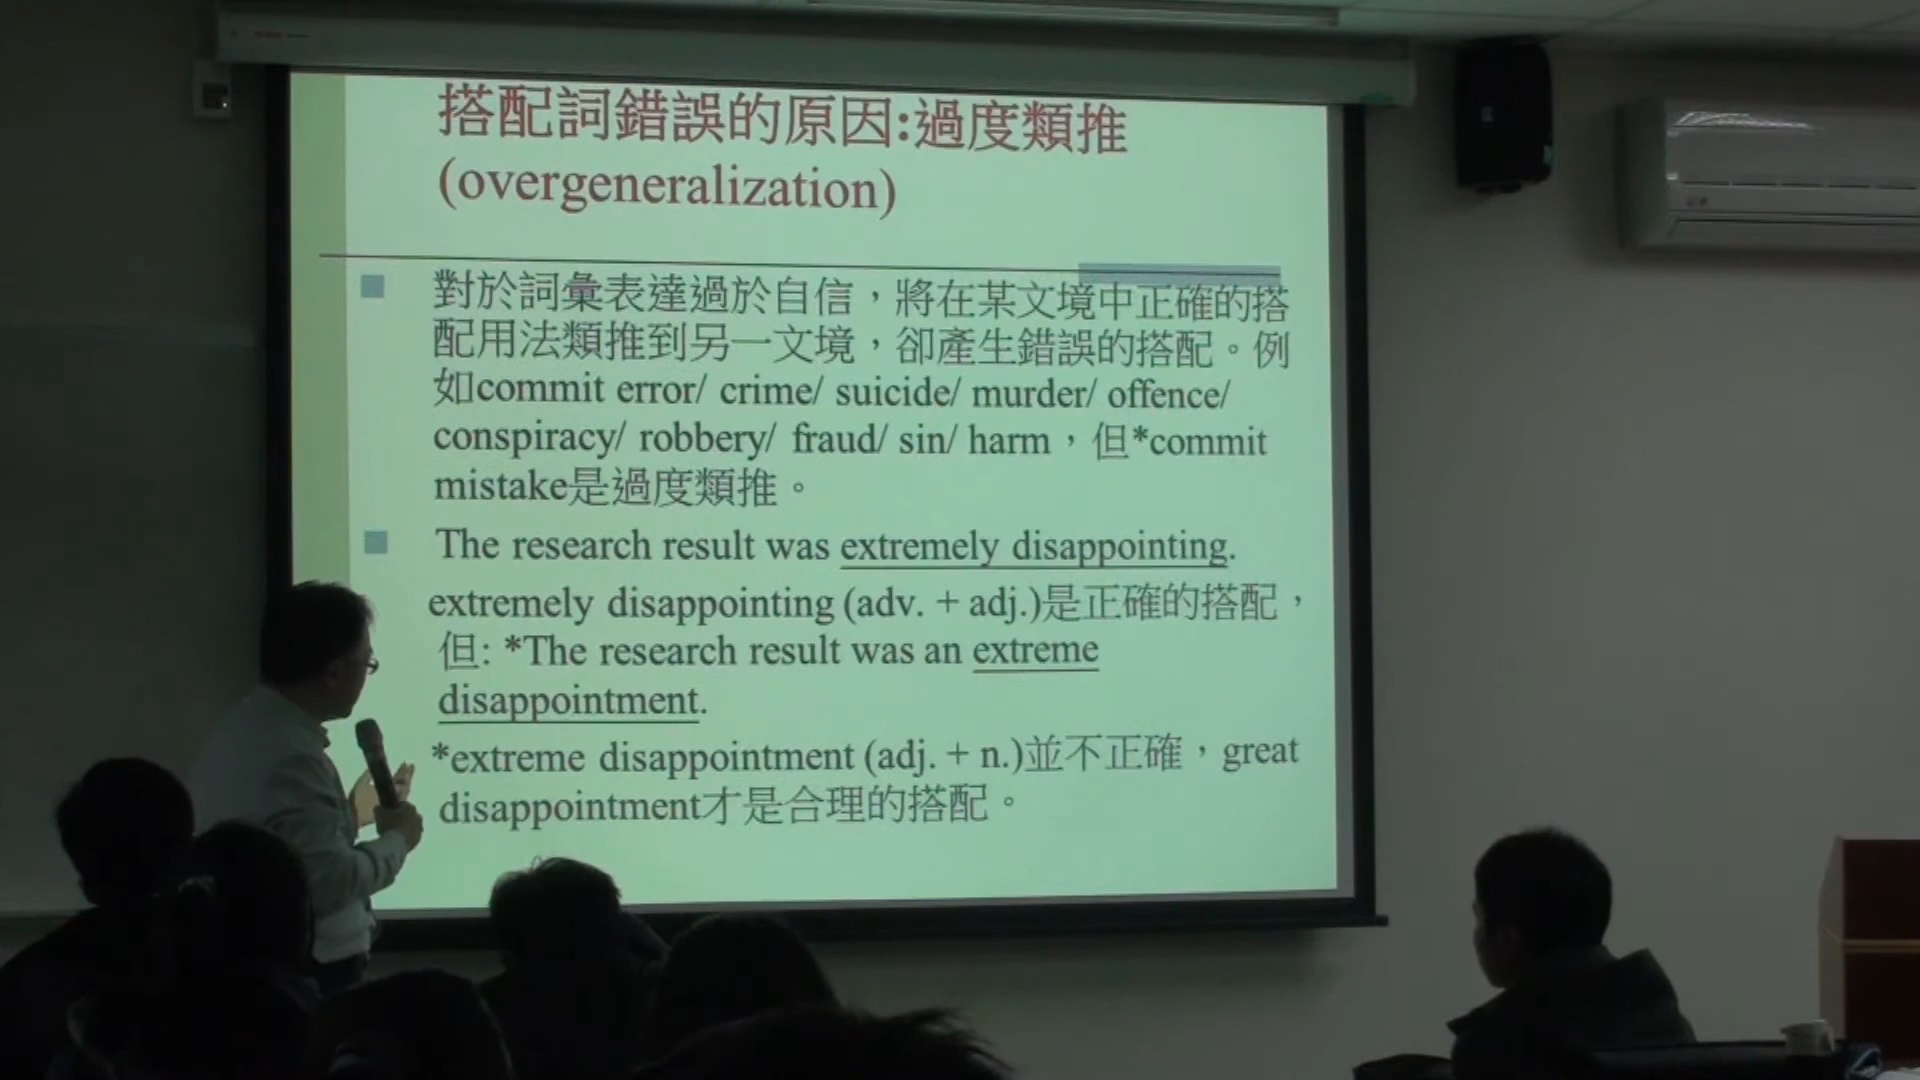 搭配詞錯誤的原因:過度類推
(overgeneralization)
對於詞彙表達過於自信，將在某文境中正確的搭
配用法類推到另一文境，卻產生錯誤的搭配。例
如commit error/ crime/ suicide/ murder/ offence/
conspiracy/ robbery/ fraud/ sin/ harm，但*commit
mistake是過度類推。
The research result was extremely disappointing.
extremely disappointing (adv. + adj.)是正確的搭配，
但: *The research result was an extreme
disappointment.
*extreme disappointment (adj. + n.)並不正確，great
disappointment才是合理的搭配。